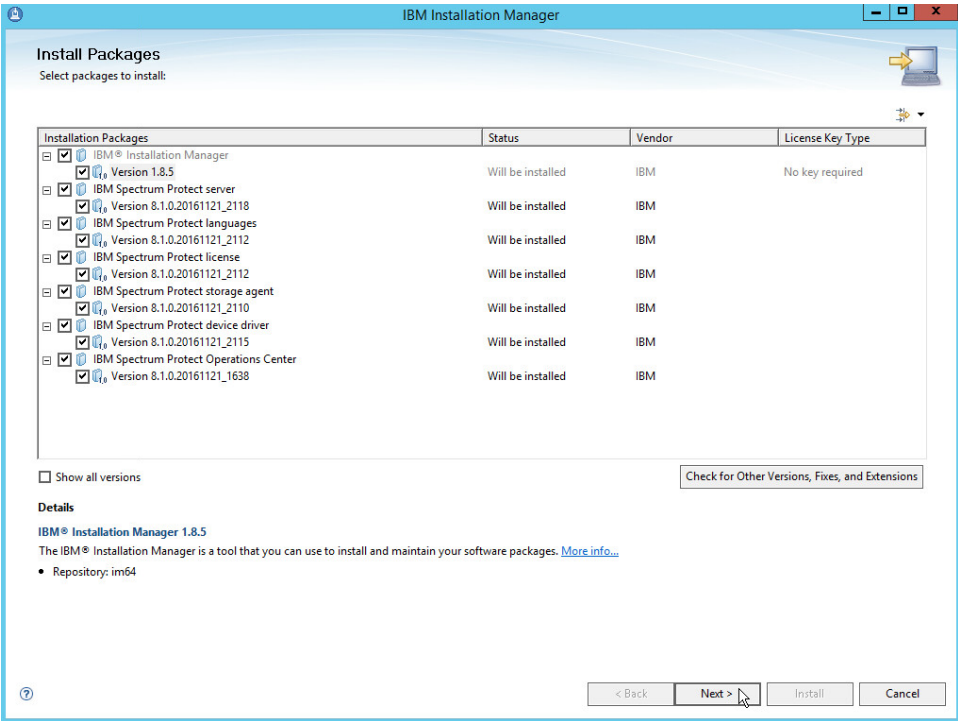 IBM Installation Manager
Install Packages
Select packages to install:
Installation Packages Status Vendor License Key Type
IBM® Installation Manager
Version 1.8.5 Will be installed IBM No key required
IBM Spectrum Protect server
Version 8.1.0.20161121_2118 Will be installed IBM
IBM Spectrum Protect languages
Version 8.1.0.20161121_2112 Will be installed IBM
IBM Spectrum Protect license
Version 8.1.0.20161121_2112 Will be installed IBM
IBM Spectrum Protect storage agent
Version 8.1.0.20161121_2110 Will be installed IBM
IBM Spectrum Protect device driver
Version 8.1.0.20161121_2115 Will be installed IBM
IBM Spectrum Protect Operations Center
Version 8.1.0.20161121_1638 Will be installed IBM
Show all versions Check for Other Versions, Fixes, and Extensions
Details
IBM® Installation Manager 1.8.5
The IBM® Installation Manager is a tool that you can use to install and maintain your software packages. More info...
• Repository: im64
? < Back Next > Install Cancel